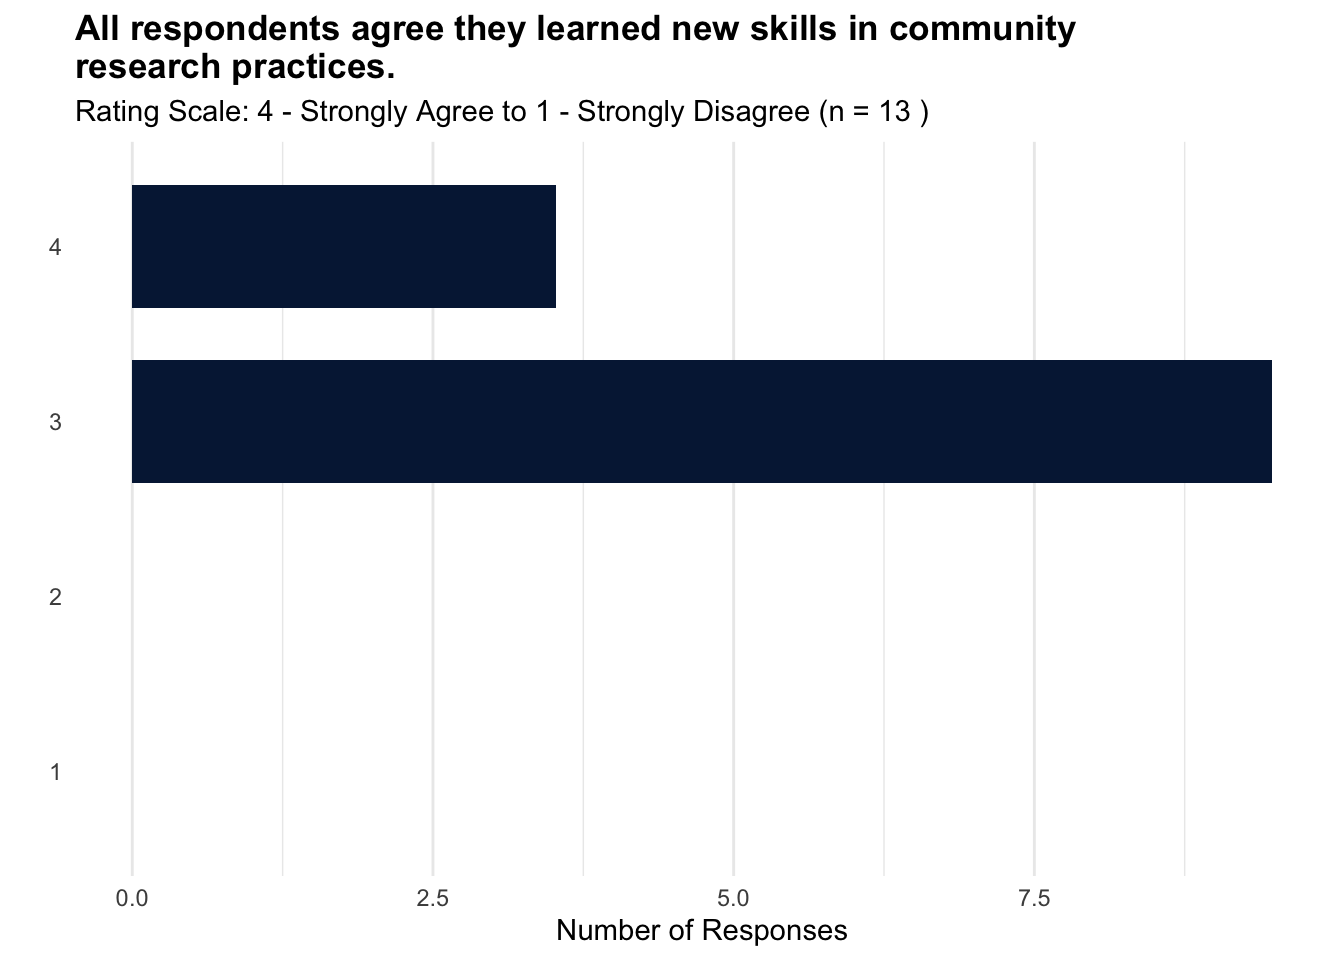 All respondents agree they learned new skills in community
research practices.
Rating Scale: 4 - Strongly Agree to 1 - Strongly Disagree (n = 13 )
4
3
2
1
0.0 2.5 5.0 7.5
Number of Responses